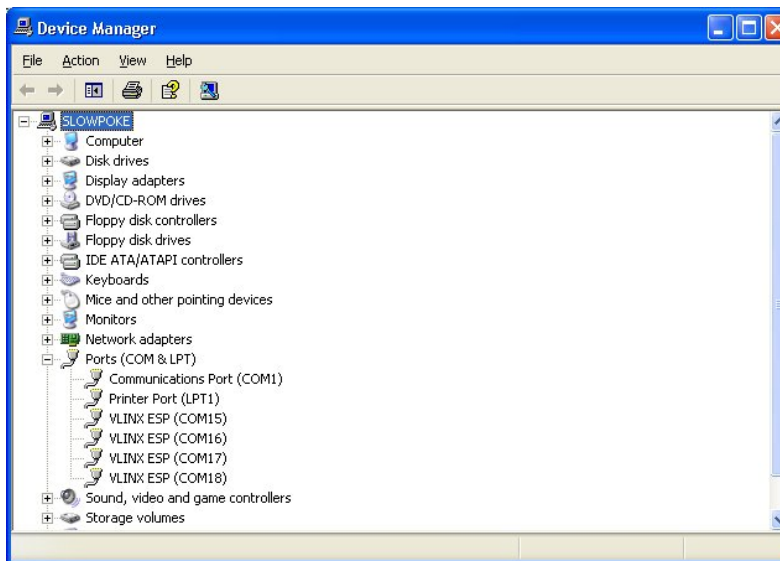 Device Manager
File Action View Help
SLOWPOKE
Computer
Disk drives
Display adapters
DVD/CD-ROM drives
Floppy disk controllers
Floppy disk drives
IDE ATA/ATAPI controllers
Keyboards
Mice and other pointing devices
Monitors
Network adapters
Ports (COM & LPT)
Communications Port (COM1)
Printer Port (LPT1)
VLINX ESP (COM15)
VLINX ESP (COM16)
VLINX ESP (COM17)
VLINX ESP (COM18)
Sound, video and game controllers
Storage volumes